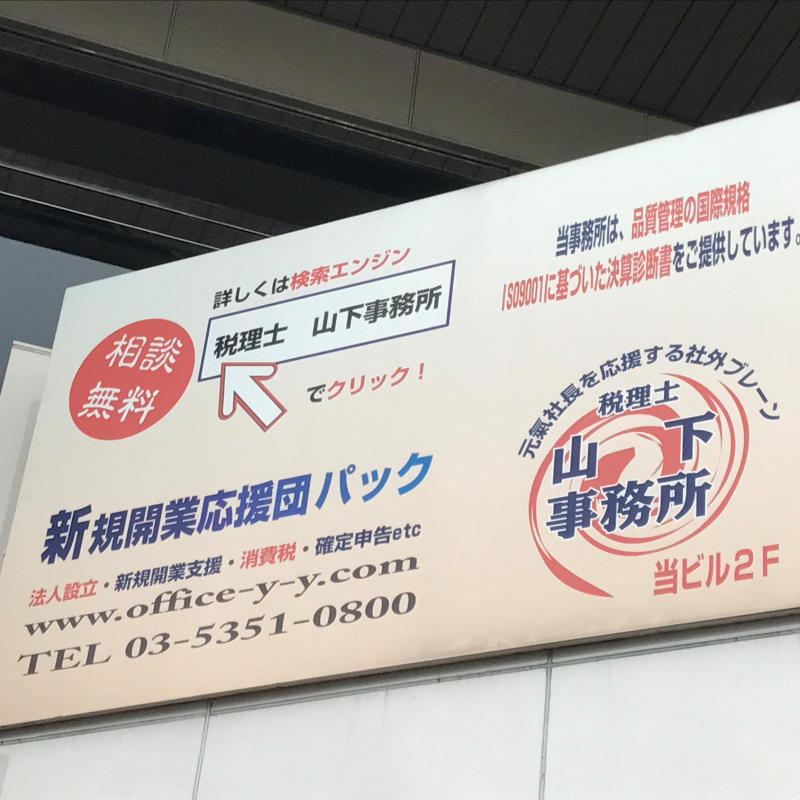 詳しくは検索エンジン
相談
無料
税理士 山下事務所
でクリック！
新規開業応援団パック
法人設立・新規開業支援・消費税・確定申告etc
www.office-y-y.com
TEL 03-5351-0800
当事務所は、品質管理の国際規格
ISO9001に基づいた決算診断書をご提供しています。
元氣社長を応援する社外ブレーン
税理士
山下
事務所
当ビル2F